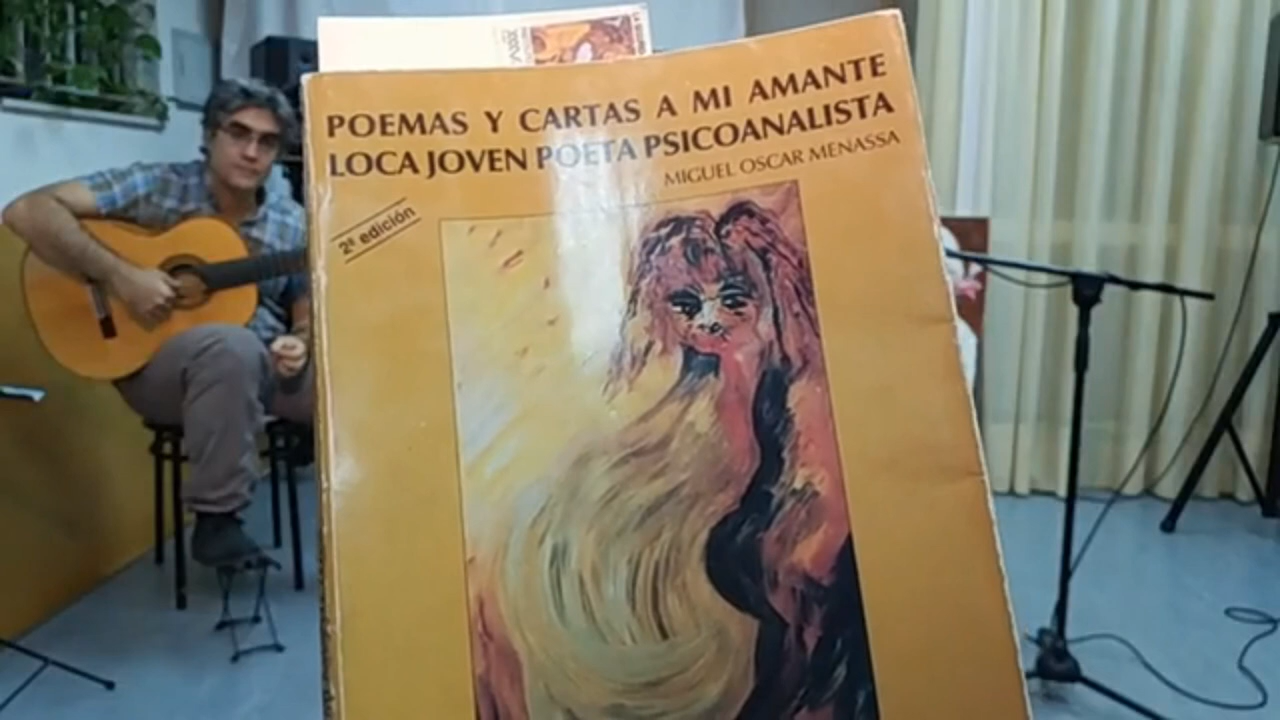 POEMAS Y CARTAS A MI AMANTE
LOCA JOVEN POETA PSICOANALISTA
MIGUEL OSCAR MENASSA
2ª edición